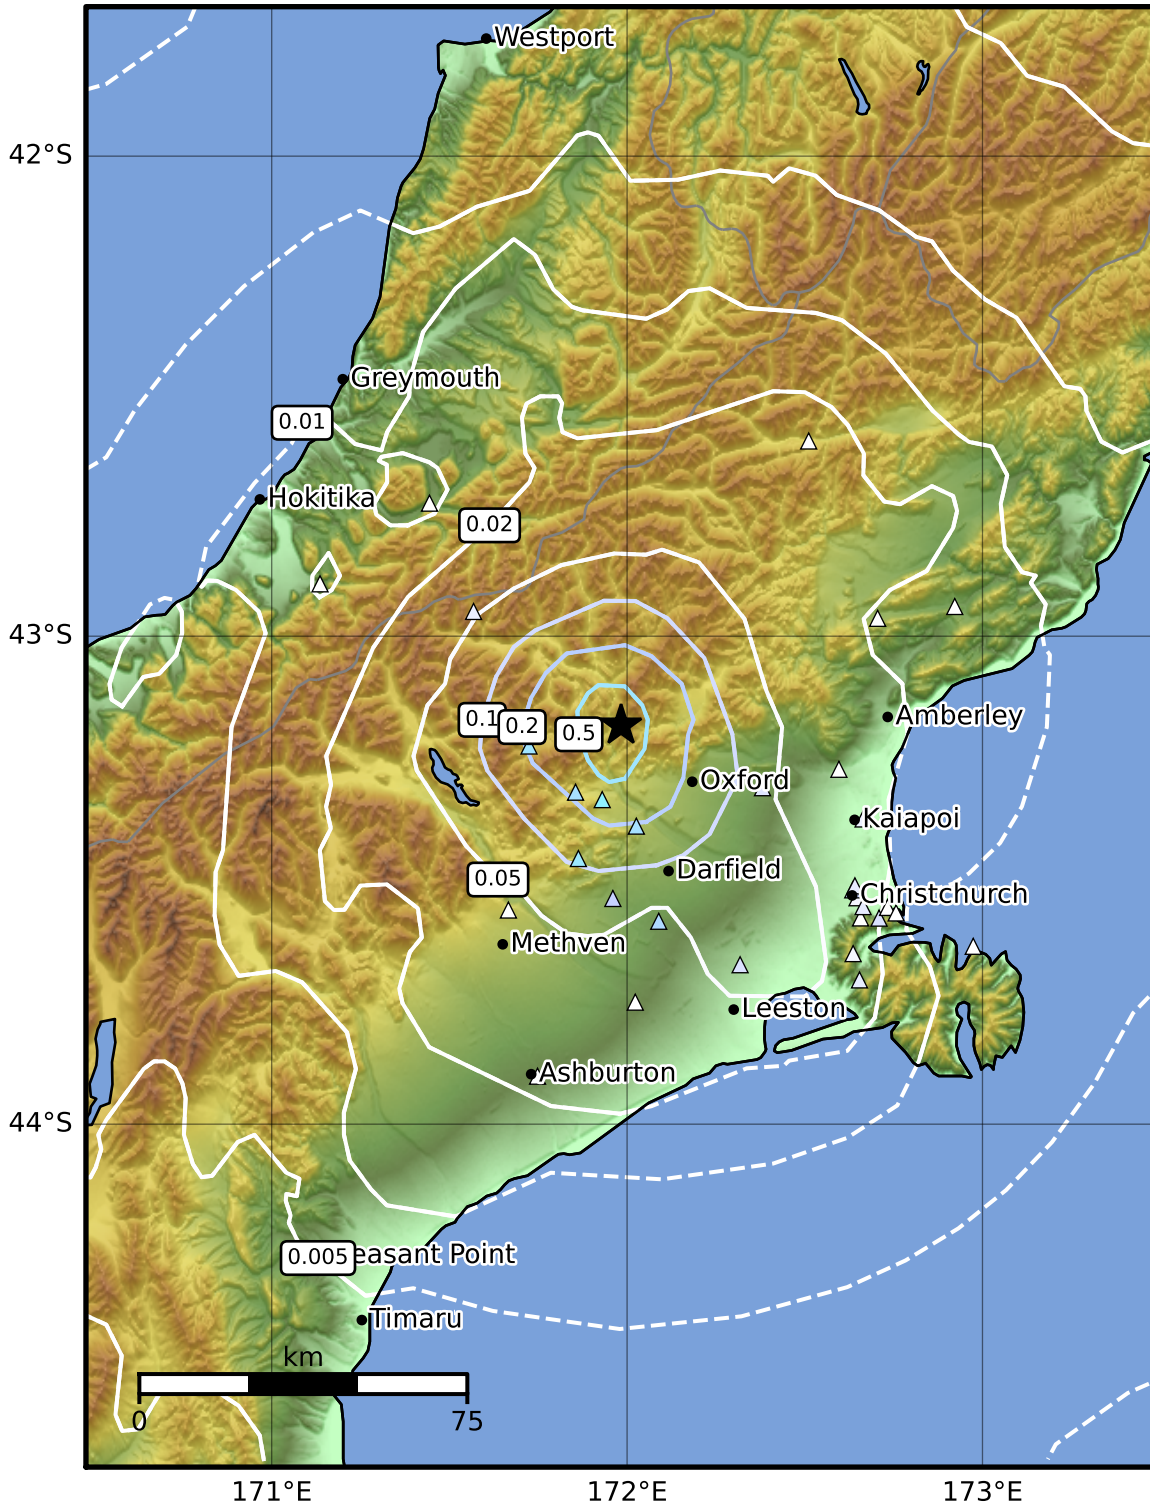 Westport
42°S
Greymouth
0.01
Hokitika
0.02
43°S
Amberley
0.1
0.2
0.5
Oxford
Kaiapoi
0.05
Darfield
Christchurch
Methven
Leeston
Ashburton
44°S
0.005
easant Point
Timaru
km
0
75
171°E
172°E
173°E